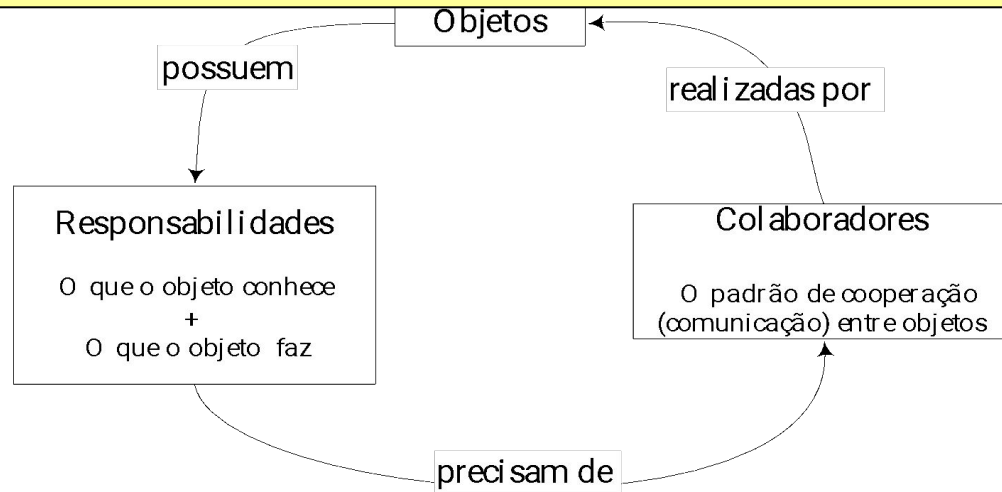 Objetos
possuem
realizadas por
Responsabilidades
O que o objeto conhece
+
O que o objeto faz
Colaboradores
O padrão de cooperação
(comunicação) entre objetos
precisam de